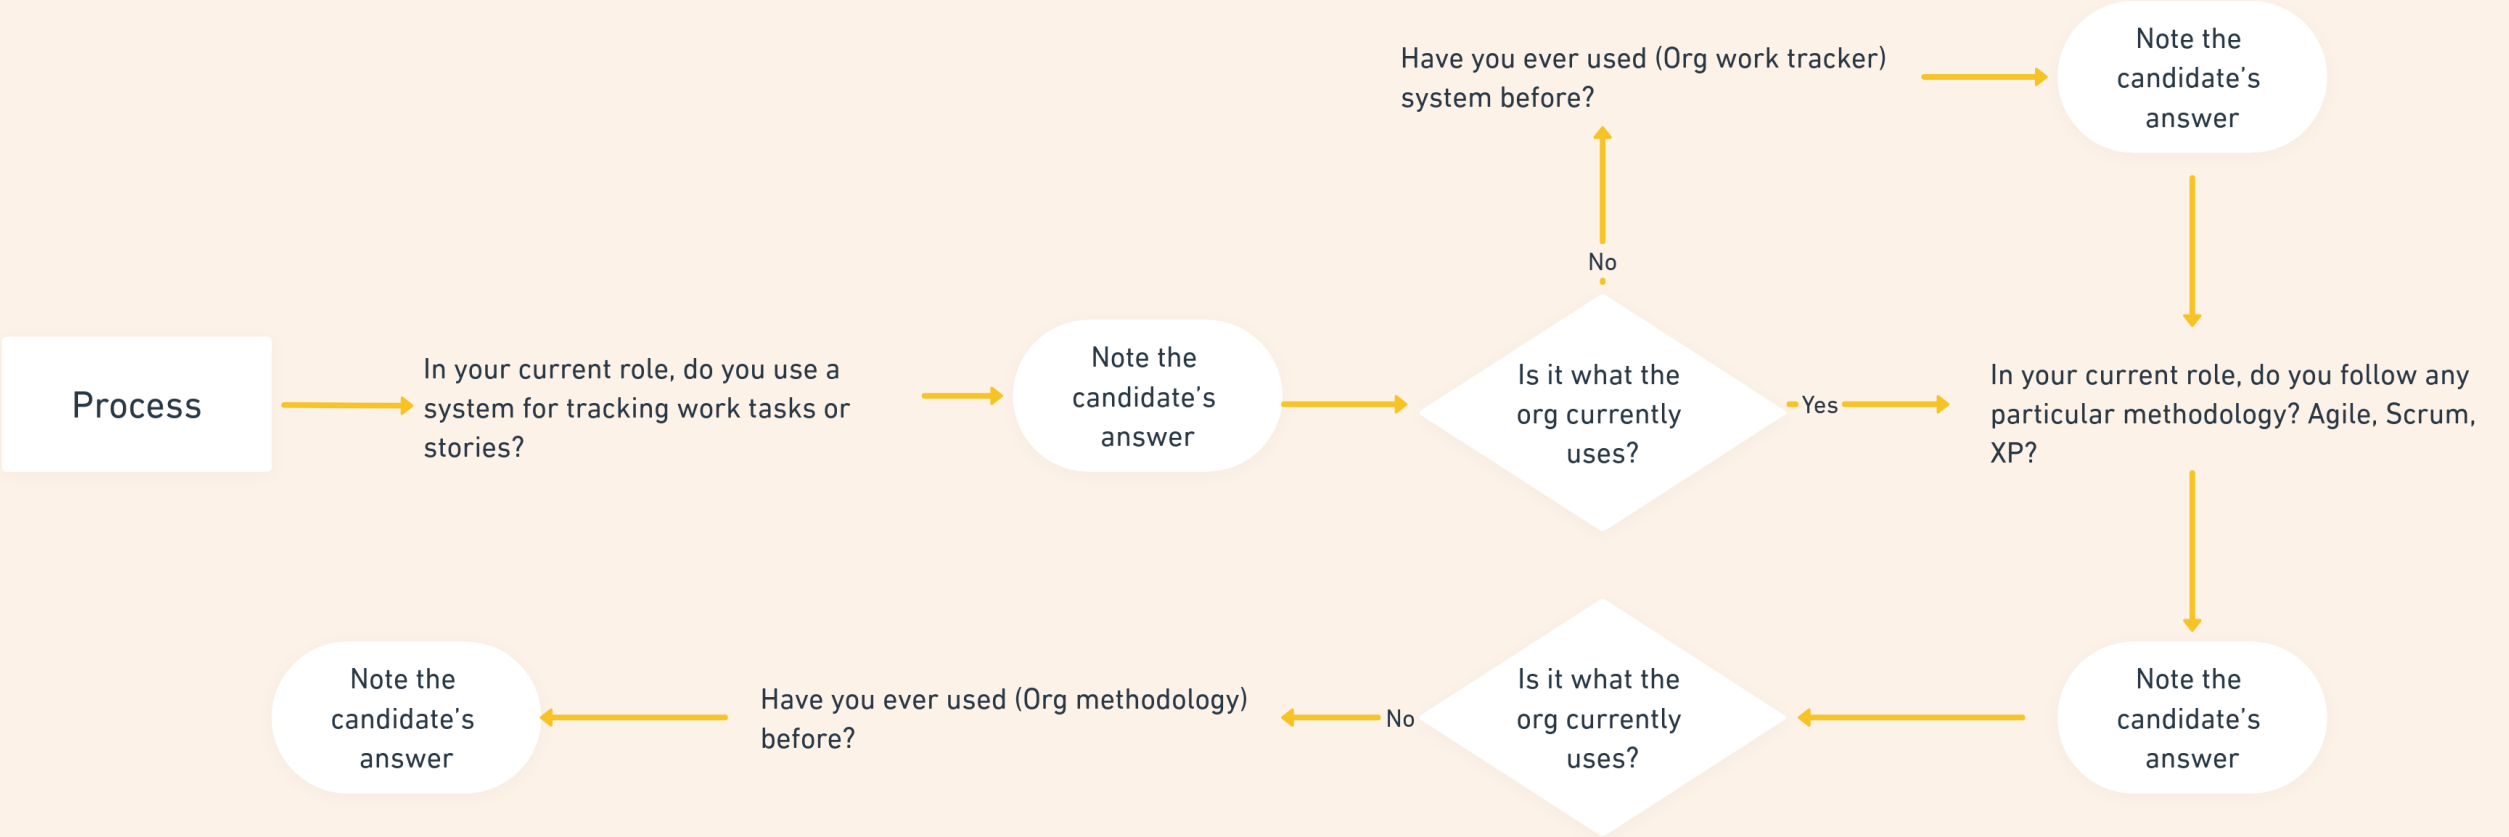 Have you ever used (Org work tracker)
system before?
Note the
candidate's
answer
No
Process
In your current role, do you use a
system for tracking work tasks or
stories?
Note the
candidate's
answer
Is it what the
org currently
uses?
Yes
In your current role, do you follow any
particular methodology? Agile, Scrum,
XP?
Note the
candidate's
answer
Have you ever used (Org methodology)
before?
No
Is it what the
org currently
uses?
Note the
candidate's
answer